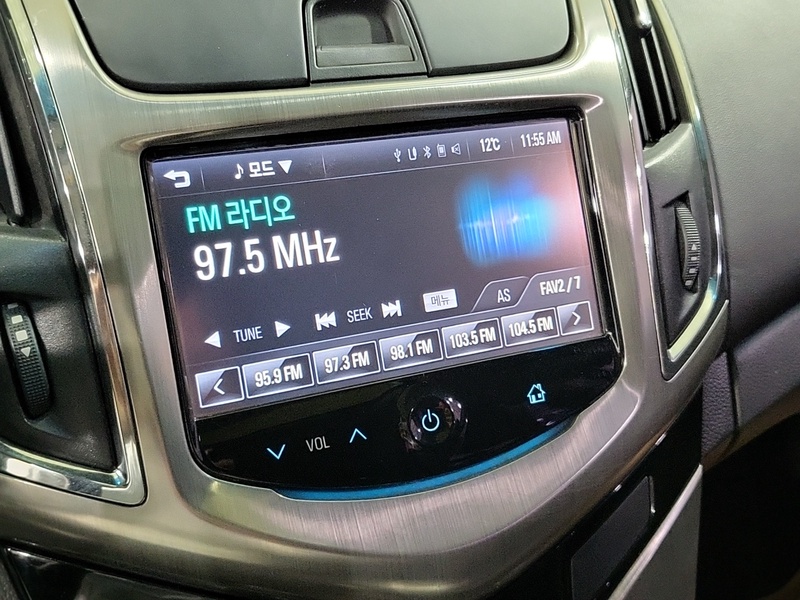 모드 12℃ 11:55 AM
FM 라디오
97.5 MHz
TUNE SEEK 메뉴 AS FAV2 / 7
95.9 FM 97.3 FM 98.1 FM 103.5 FM 104.5 FM
VOL